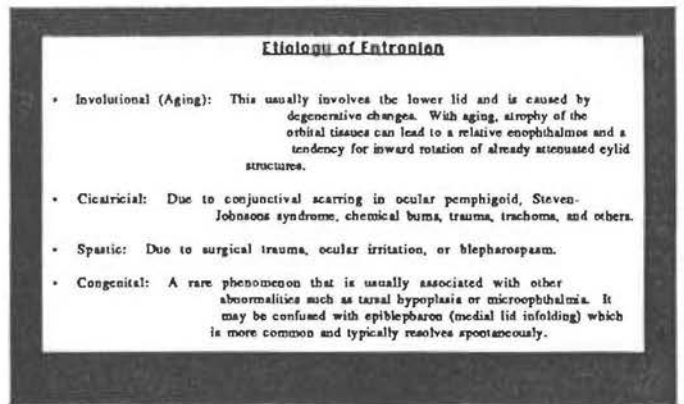 Etiology of Entropion
• Involutional (Aging): This usually involves the lower lid and is caused by
degenerative changes. With aging, atrophy of the
orbital tissues can lead to a relative enophthalmos and a
tendency for inward rotation of already attenuated eylid
structures.
• Cicatricial: Due to conjunctival scarring in ocular pemphigoid, Steven-
Johnsons syndrome, chemical burns, trauma, trachoma, and others.
• Spastic: Due to surgical trauma, ocular irritation, or blepharospasm.
• Congenital: A rare phenomenon that is usually associated with other
abnormalities such as tarsal hypoplasia or microophthalmia. It
may be confused with epiblepharon (medial lid infolding) which
is more common and typically resolves spontaneously.